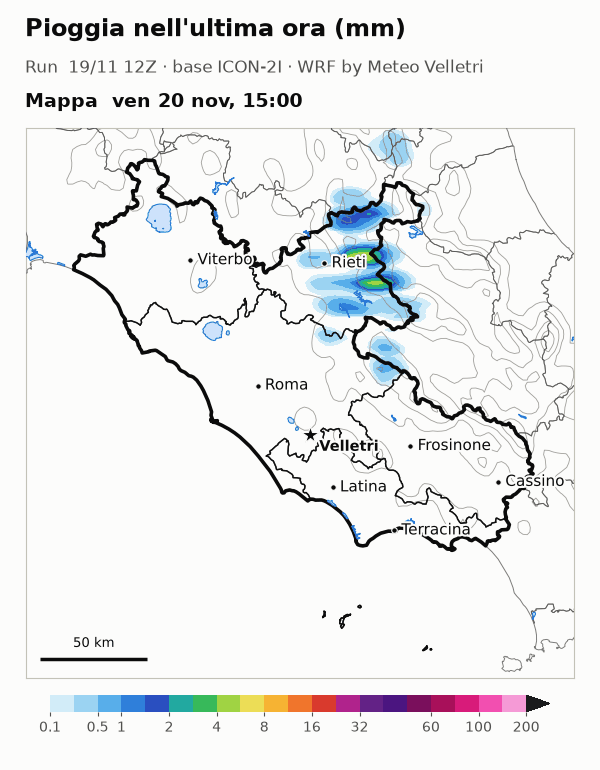 Pioggia nell'ultima ora (mm)
Run  19/11 12Z · base ICON-2I · WRF by Meteo Velletri
Mappa  ven 20 nov, 15:00
Viterbo
Rieti
Roma
Velletri
Frosinone
Latina
Cassino
Terracina
50 km
0.1 0.5 1 2 4 8 16 32 60 100 200